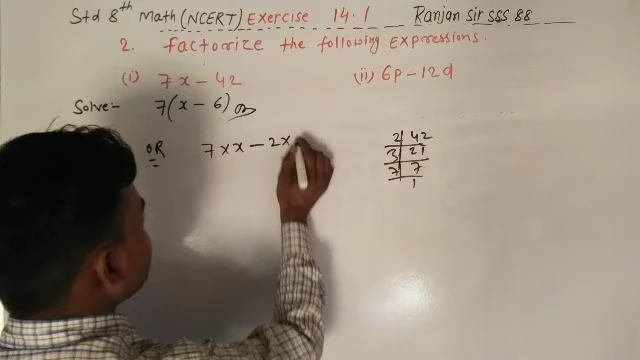 Std 8th Math (NCERT) Exercise 14.1 Ranjan Sir SSS 88
2. factorize the following expressions.
(i) 7x - 42 (ii) 6p - 12q
Solve:- 7(x - 6)
OR 7 × x - 2 ×
2 | 42
3 | 21
7 | 7
1